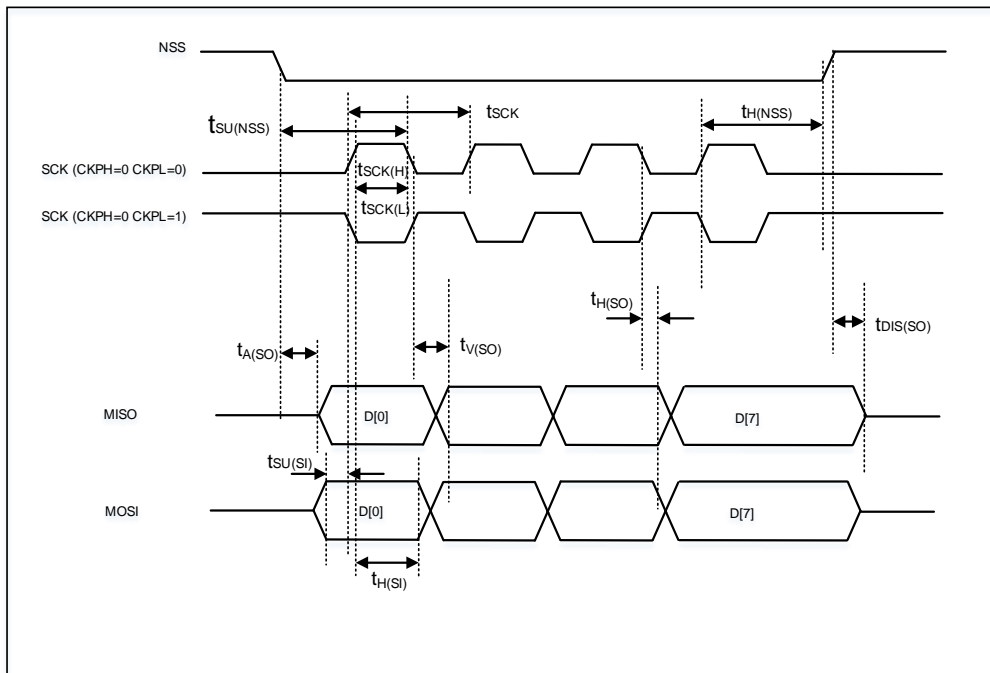 NSS
tSCK
tH(NSS)
tSU(NSS)
SCK (CKPH=0 CKPL=0)
tSCK(H)
tSCK(L)
SCK (CKPH=0 CKPL=1)
tH(SO)
tDIS(SO)
tV(SO)
tA(SO)
MISO
D[0]
D[7]
tSU(SI)
MOSI
D[0]
D[7]
tH(SI)